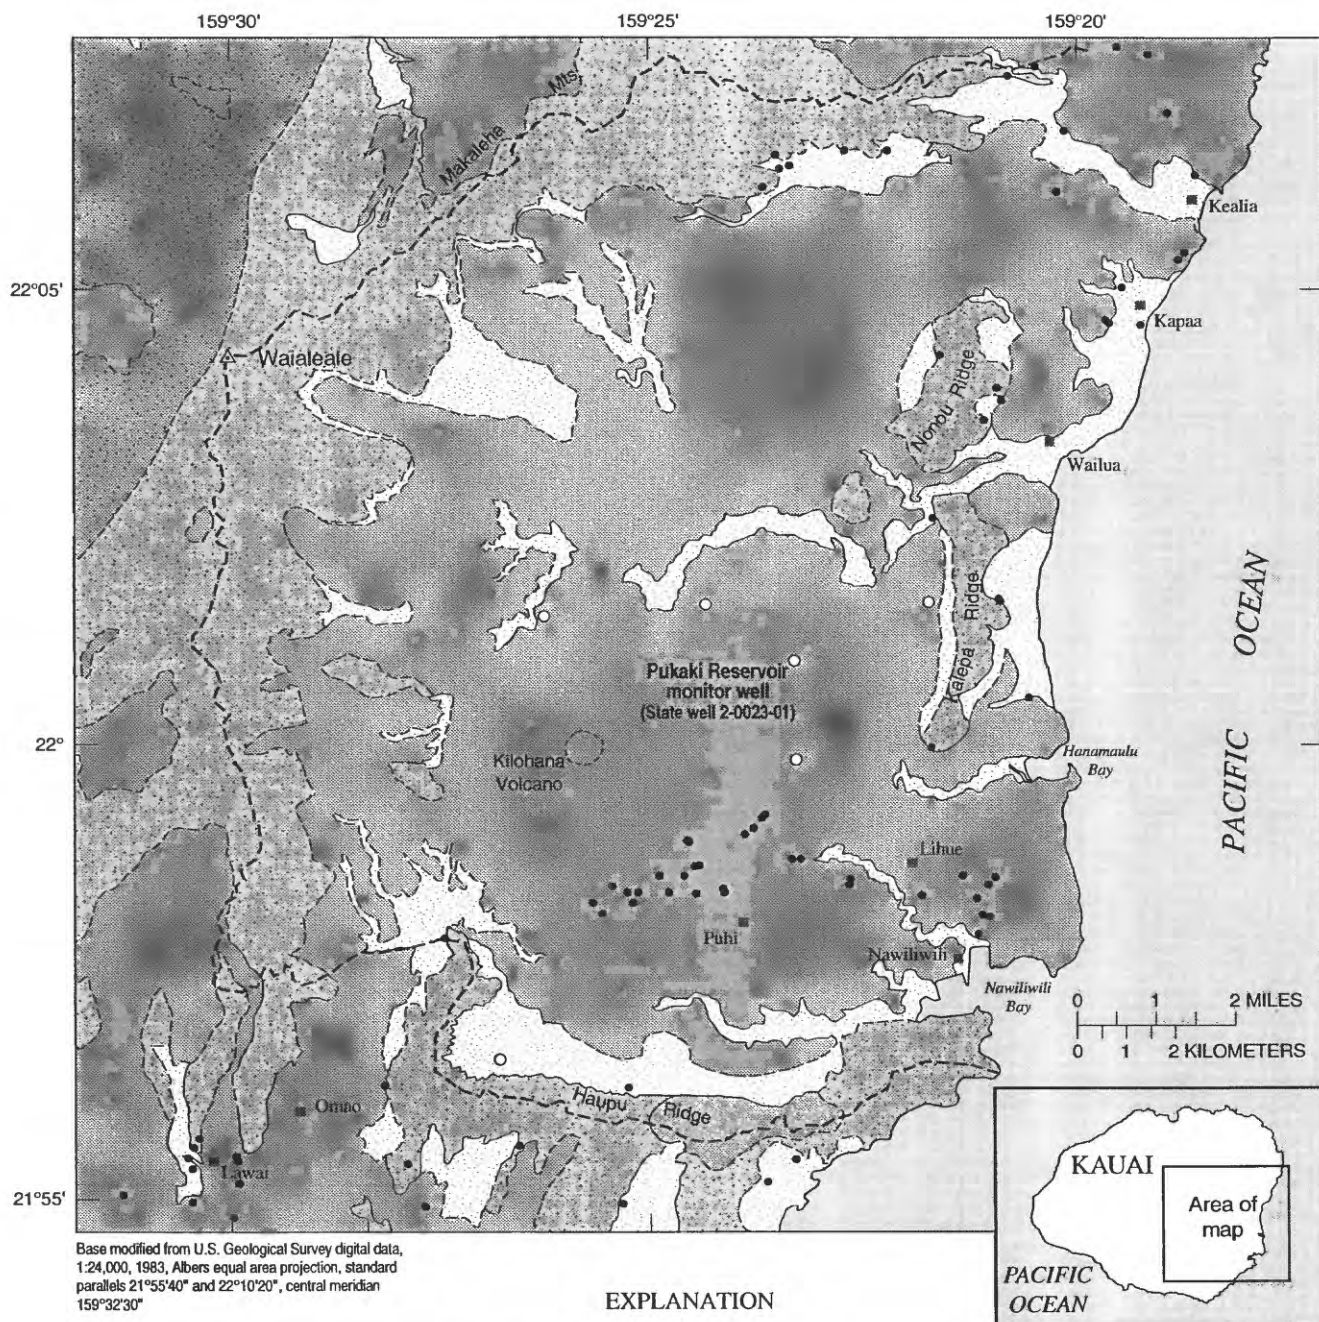 159°30' 159°25' 159°20'
Makaleha Mts.
Kealia
22°05'
Kapaa
Waialeale
Nonou Ridge
Wailua
Kalepa Ridge
PACIFIC OCEAN
Pukaki Reservoir
monitor well
(State well 2-0023-01)
22°
Hanamaulu
Bay
Kilohana
Volcano
Lihue
Puhi
Nawiliwili
Nawiliwili
Bay
0 1 2 MILES
0 1 2 KILOMETERS
Haupu Ridge
Omao
Lawai
21°55'
KAUAI
Area of
map
PACIFIC
OCEAN
Base modified from U.S. Geological Survey digital data,
1:24,000, 1983, Albers equal area projection, standard
parallels 21°55'40" and 22°10'20", central meridian
159°32'30"
EXPLANATION